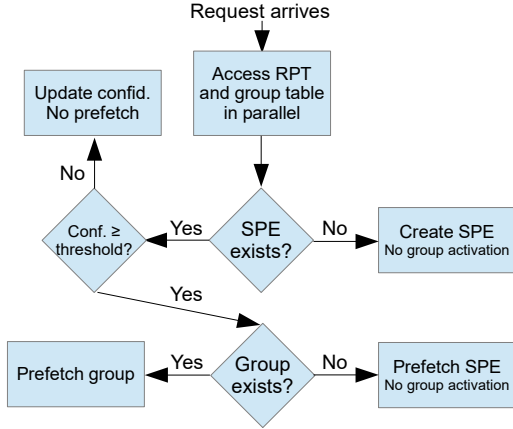 Request arrives
Access RPT
and group table
in parallel
Update confid.
No prefetch
No
Conf. ≥
threshold?
Yes
SPE
exists?
No
Create SPE
No group activation
Yes
Prefetch group
Yes
Group
exists?
No
Prefetch SPE
No group activation